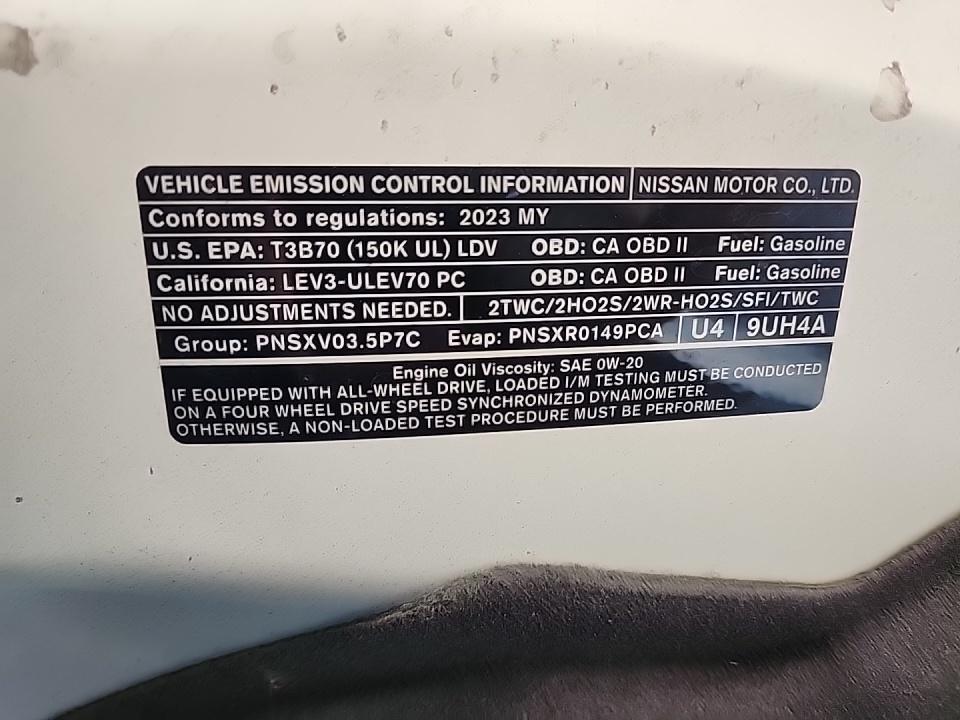 VEHICLE EMISSION CONTROL INFORMATION NISSAN MOTOR CO., LTD.
Conforms to regulations: 2023 MY
U.S. EPA: T3B70 (150K UL) LDV OBD: CA OBD II Fuel: Gasoline
California: LEV3-ULEV70 PC OBD: CA OBD II Fuel: Gasoline
NO ADJUSTMENTS NEEDED. 2TWC/2HO2S/2WR-HO2S/SFI/TWC
Group: PNSXV03.5P7C Evap: PNSXR0149PCA U4 9UH4A
Engine Oil Viscosity: SAE 0W-20
IF EQUIPPED WITH ALL-WHEEL DRIVE, LOADED I/M TESTING MUST BE CONDUCTED
ON A FOUR WHEEL DRIVE SPEED SYNCHRONIZED DYNAMOMETER.
OTHERWISE, A NON-LOADED TEST PROCEDURE MUST BE PERFORMED.